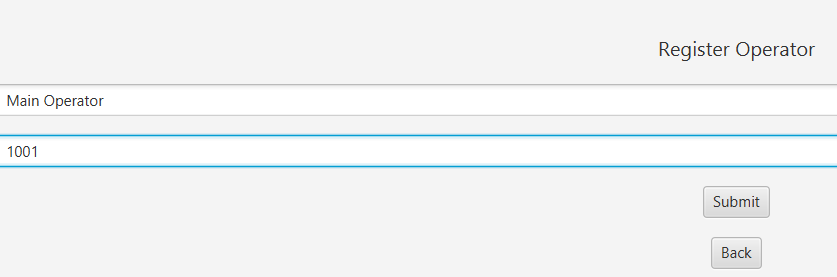 Register Operator
Main Operator
1001
Submit
Back